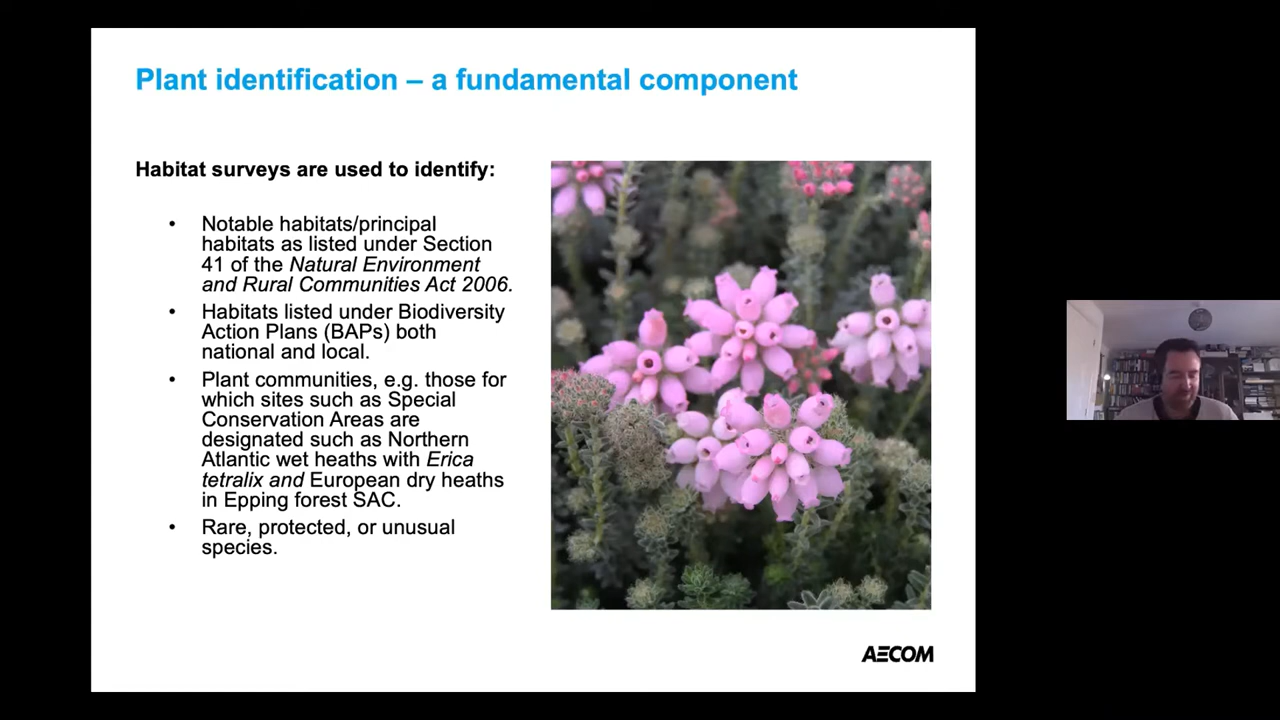 Plant identification – a fundamental component
Habitat surveys are used to identify:
• Notable habitats/principal
habitats as listed under Section
41 of the Natural Environment
and Rural Communities Act 2006.
• Habitats listed under Biodiversity
Action Plans (BAPs) both
national and local.
• Plant communities, e.g. those for
which sites such as Special
Conservation Areas are
designated such as Northern
Atlantic wet heaths with Erica
tetralix and European dry heaths
in Epping forest SAC.
• Rare, protected, or unusual
species.
AECOM